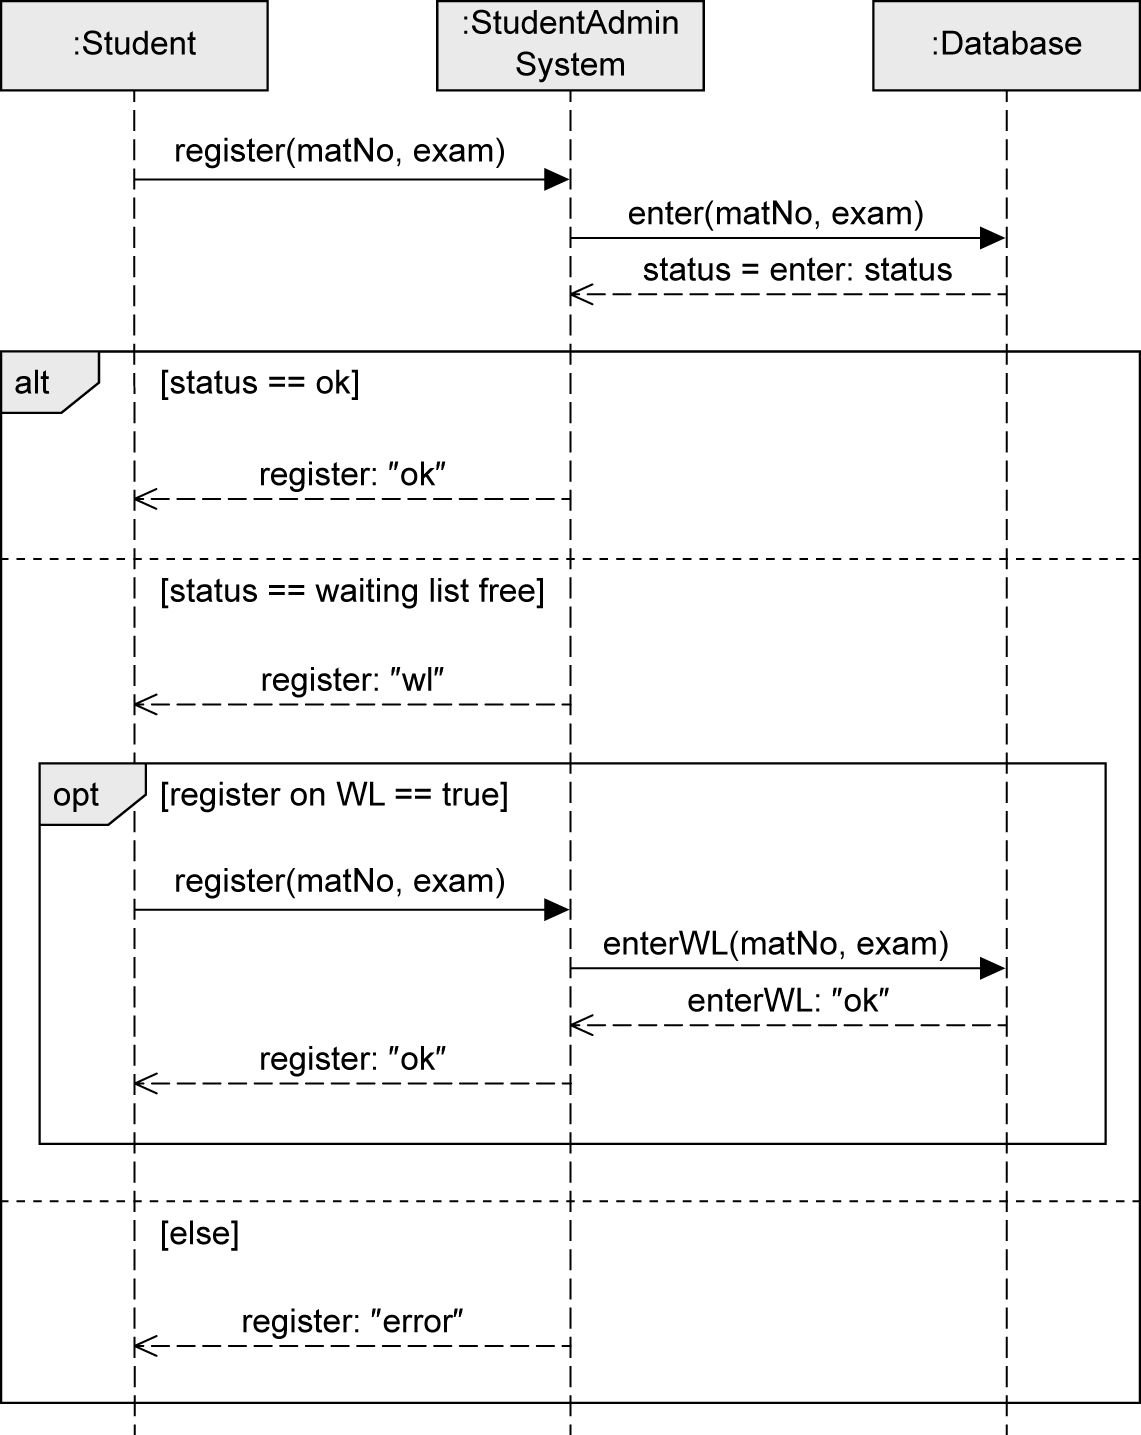 :Student
:StudentAdmin
System
:Database
register(matNo, exam)
enter(matNo, exam)
status = enter: status
alt
[status == ok]
register: "ok"
[status == waiting list free]
register: "wl"
opt
[register on WL == true]
register(matNo, exam)
enterWL(matNo, exam)
enterWL: "ok"
register: "ok"
[else]
register: "error"